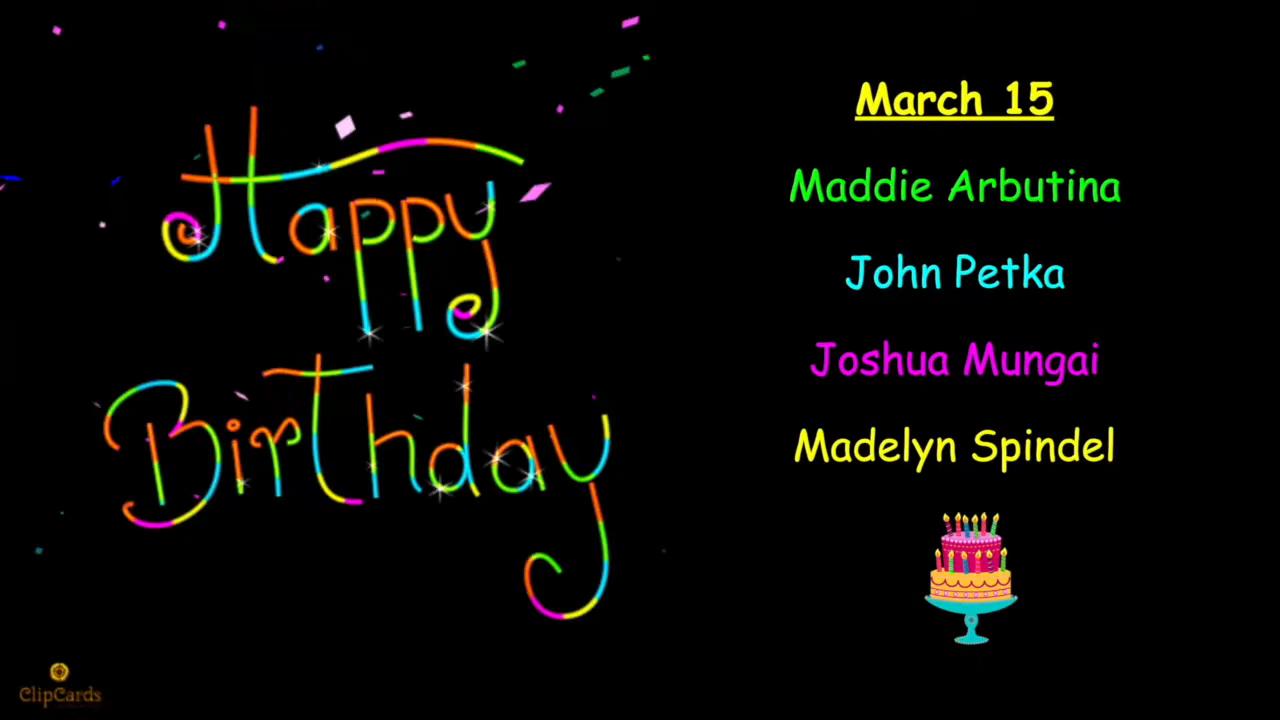 Happy
Birthday
March 15
Maddie Arbutina
John Petka
Joshua Mungai
Madelyn Spindel
ClipCards